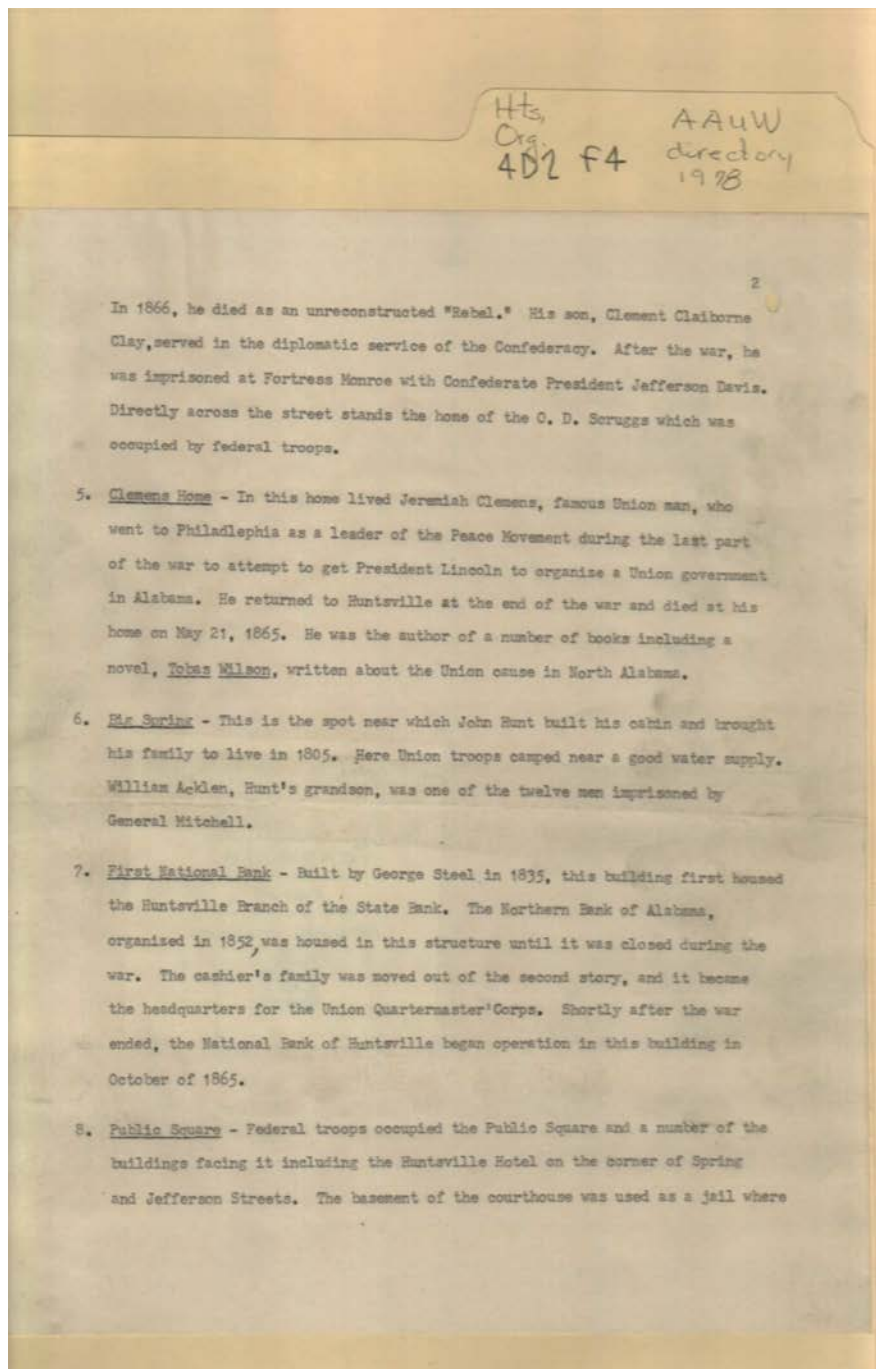 Hts,
Org.
4D2 F4
AAUW
directory
1978
2
In 1866, he died as an unreconstructed "Rebel." His son, Clement Claiborne
Clay,served in the diplomatic service of the Confederacy. After the war, he
was imprisoned at Fortress Monroe with Confederate President Jefferson Davis.
Directly across the street stands the home of the O. D. Scruggs which was
occupied by federal troops.
5. Clemens Home - In this home lived Jeremiah Clemens, famous Union man, who
went to Philadlephia as a leader of the Peace Movement during the last part
of the war to attempt to get President Lincoln to organize a Union government
in Alabama. He returned to Huntsville at the end of the war and died at his
home on May 21, 1865. He was the author of a number of books including a
novel, Tobas Wilson, written about the Union cause in North Alabama.
6. Big Spring - This is the spot near which John Hunt built his cabin and brought
his family to live in 1805. Here Union troops camped near a good water supply.
William Acklen, Hunt's grandson, was one of the twelve men imprisoned by
General Mitchell.
7. First National Bank - Built by George Steel in 1835, this building first housed
the Huntsville Branch of the State Bank. The Northern Bank of Alabama,
organized in 1852, was housed in this structure until it was closed during the
war. The cashier's family was moved out of the second story, and it became
the headquarters for the Union Quartermaster'Corps. Shortly after the war
ended, the National Bank of Huntsville began operation in this building in
October of 1865.
8. Public Square - Federal troops occupied the Public Square and a number of the
buildings facing it including the Huntsville Hotel on the corner of Spring
and Jefferson Streets. The basement of the courthouse was used as a jail where